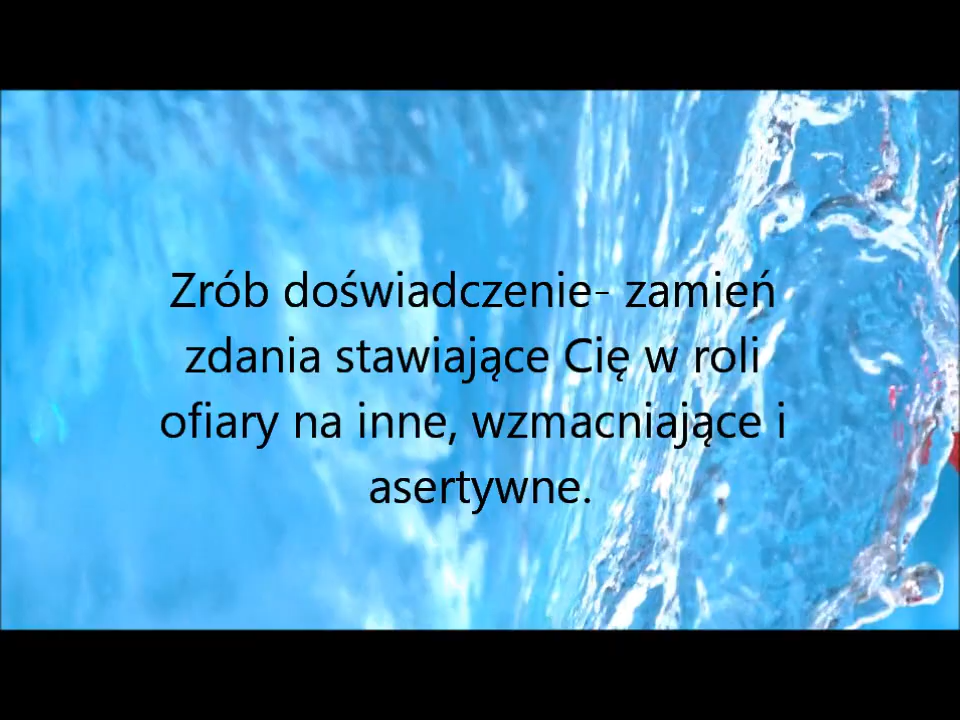 Zrób doświadczenie- zamień
zdania stawiające Cię w roli
ofiary na inne, wzmacniające i
asertywne.